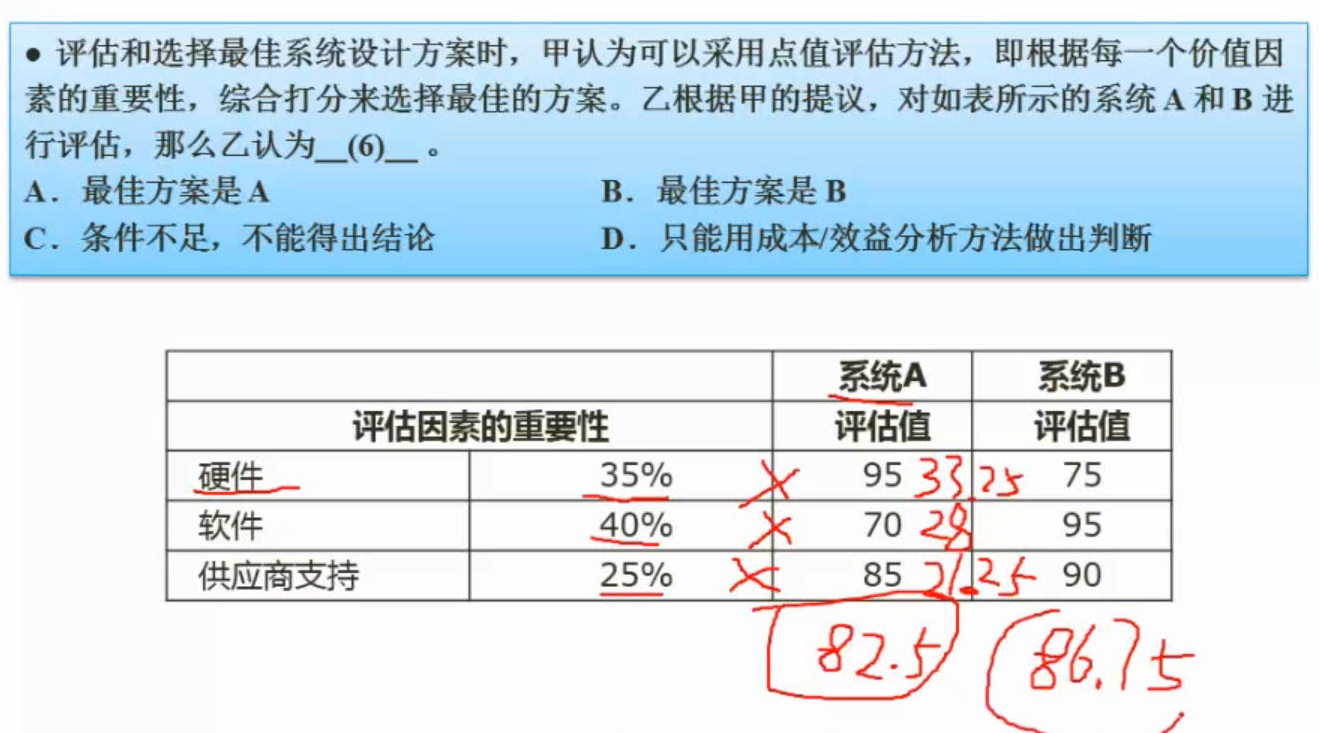 ● 评估和选择最佳系统设计方案时，甲认为可以采用点值评估方法，即根据每一个价值因
素的重要性，综合打分来选择最佳的方案。乙根据甲的提议，对如表所示的系统 A 和 B 进
行评估，那么乙认为__(6)__ 。
A．最佳方案是 A B．最佳方案是 B
C．条件不足，不能得出结论 D．只能用成本/效益分析方法做出判断
系统A 系统B
评估因素的重要性 评估值 评估值
硬件 35% × 95 33.25 75
软件 40% × 70 28 95
供应商支持 25% × 85 21.25 90
82.5 86.75